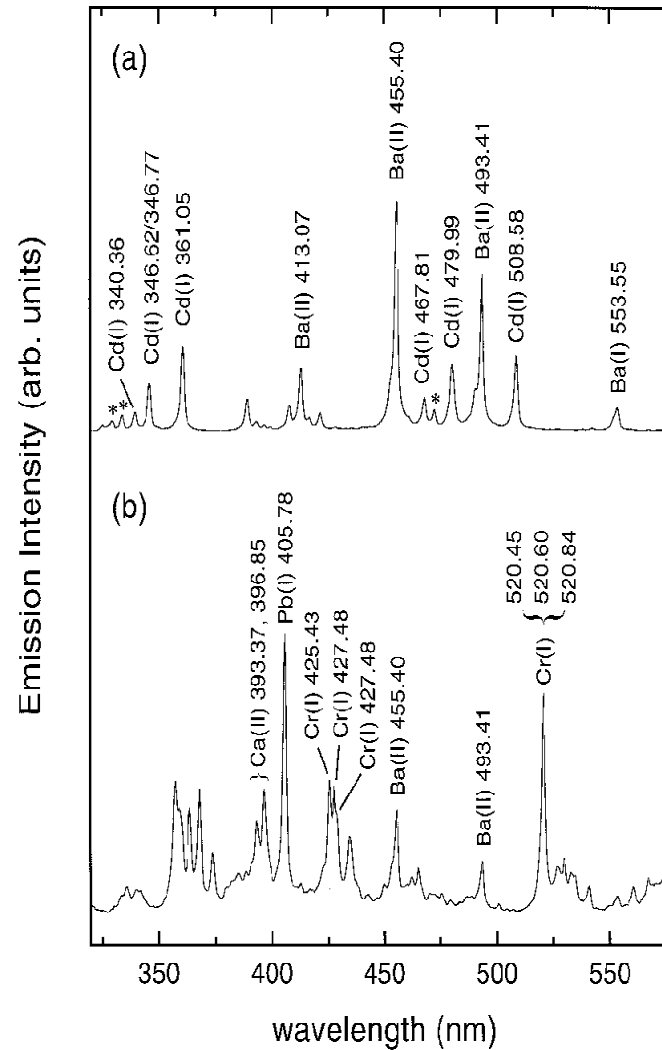 Emission Intensity (arb. units)
(a)
*
*
Cd(I) 340.36
Cd(I) 346.62/346.77
Cd(I) 361.05
Ba(II) 413.07
Ba(II) 455.40
Cd(I) 467.81
*
Cd(I) 479.99
Ba(II) 493.41
Cd(I) 508.58
Ba(I) 553.55
(b)
} Ca(II) 393.37, 396.85
Pb(I) 405.78
Cr(I) 425.43
Cr(I) 427.48
Cr(I) 427.48
Ba(II) 455.40
Ba(II) 493.41
520.45
520.60
520.84
}
Cr(I)
350 400 450 500 550
wavelength (nm)